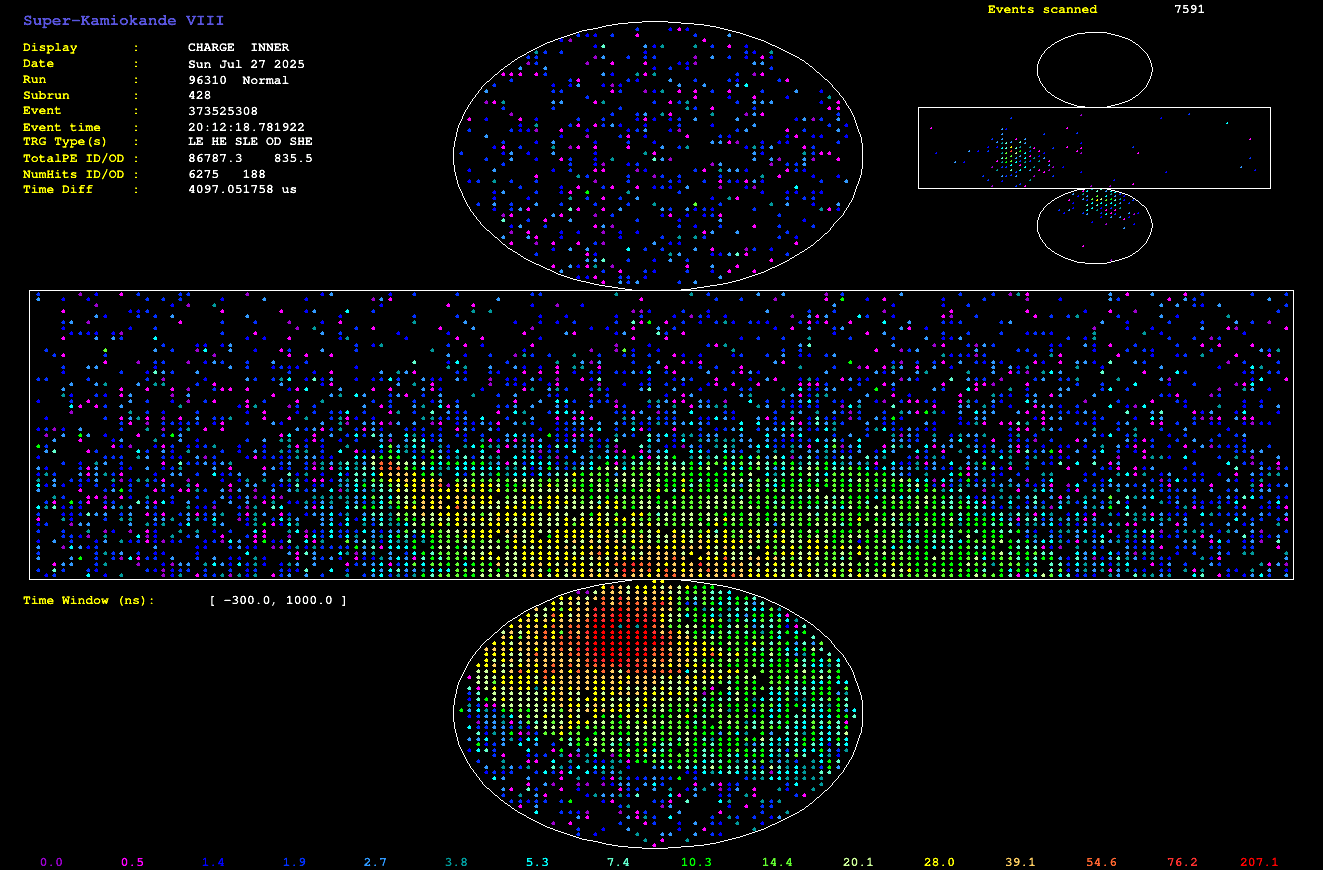 Super-Kamiokande VIII
Events scanned 7591
Display : CHARGE INNER
Date : Sun Jul 27 2025
Run : 96310 Normal
Subrun : 428
Event : 373525308
Event time : 20:12:18.781922
TRG Type(s) : LE HE SLE OD SHE
TotalPE ID/OD : 86787.3 835.5
NumHits ID/OD : 6275 188
Time Diff : 4097.051758 us
Time Window (ns): [ -300.0, 1000.0 ]
0.0 0.5 1.4 1.9 2.7 3.8 5.3 7.4 10.3 14.4 20.1 28.0 39.1 54.6 76.2 207.1